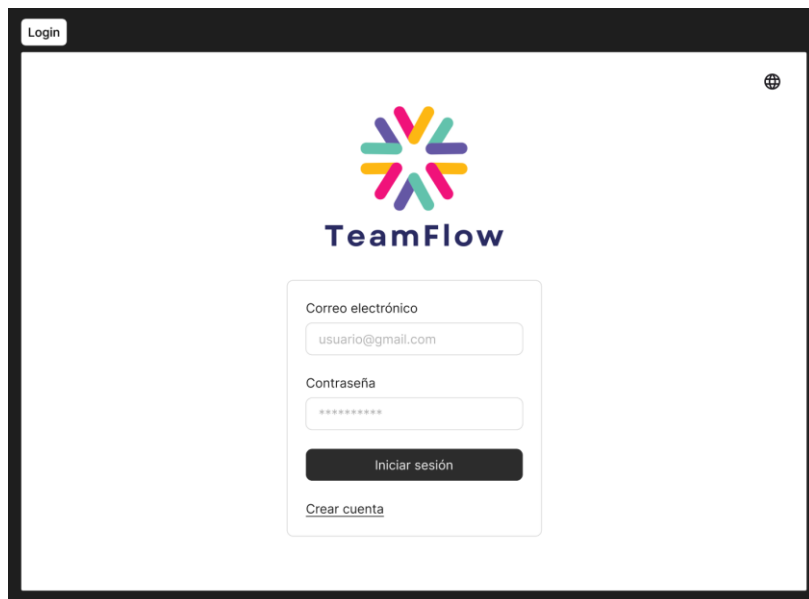 Login
TeamFlow
Correo electrónico
usuario@gmail.com
Contraseña
**********
Iniciar sesión
Crear cuenta